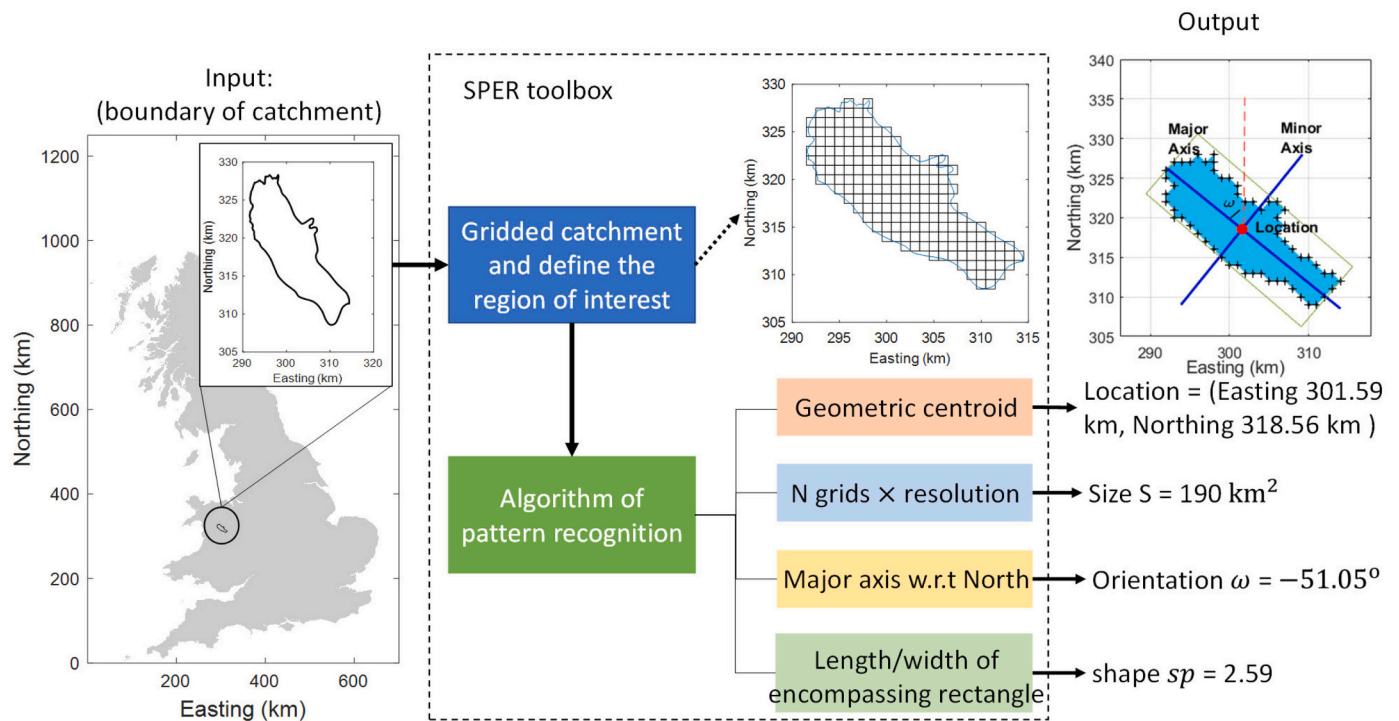 Input:
(boundary of catchment)
1200
1000
800
600
400
200
0
200
400
600
Northing (km)
Easting (km)
330
325
320
315
310
305
290
300
310
320
Northing (km)
Easting (km)
SPER toolbox
Gridded catchment
and define the
region of interest
Algorithm of
pattern recognition
330
325
320
315
310
305
290
295
300
305
310
315
Northing (km)
Easting (km)
Geometric centroid
N grids × resolution
Major axis w.r.t North
Length/width of
encompassing rectangle
Output
340
335
330
325
320
315
310
305
290
300
310
Northing (km)
Easting (km)
Major
Axis
Minor
Axis
ω
Location
Location = (Easting 301.59
km, Northing 318.56 km )
Size S = 190 km²
Orientation ω = −51.05º
shape sp = 2.59